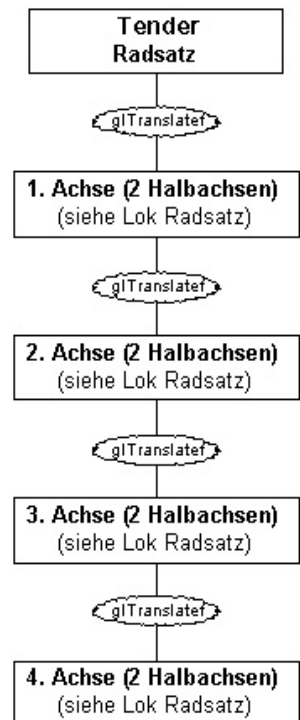 Tender
Radsatz
glTranslatef
1. Achse (2 Halbachsen)
(siehe Lok Radsatz)
glTranslatef
2. Achse (2 Halbachsen)
(siehe Lok Radsatz)
glTranslatef
3. Achse (2 Halbachsen)
(siehe Lok Radsatz)
glTranslatef
4. Achse (2 Halbachsen)
(siehe Lok Radsatz)